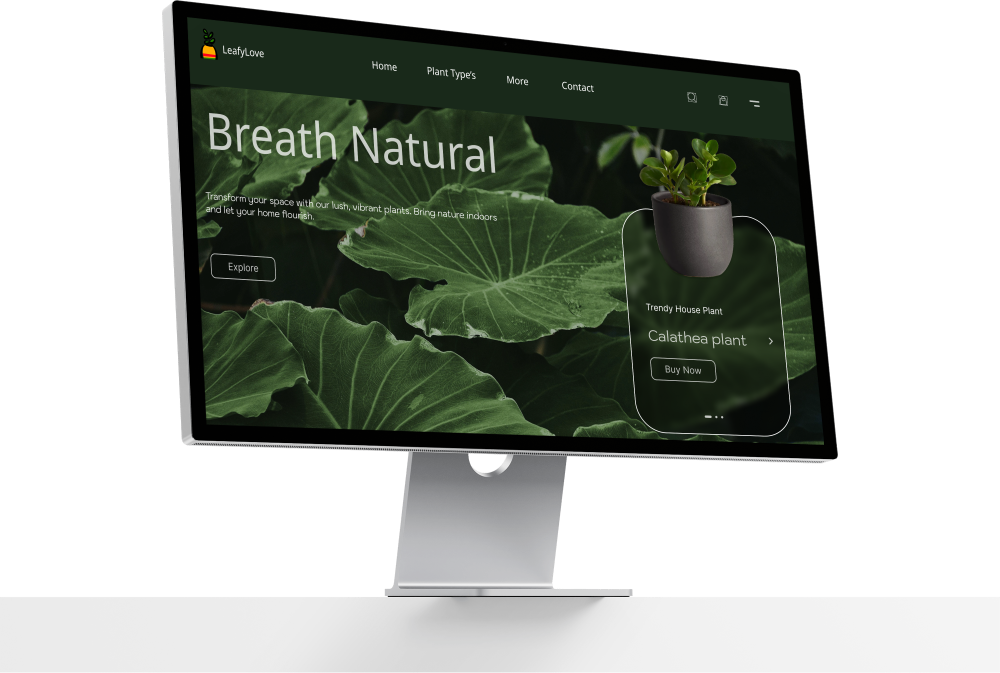 LeafyLove
Home
Plant Type's
More
Contact
Breath Natural
Transform your space with our lush, vibrant plants. Bring nature indoors
and let your home flourish.
Explore
Trendy House Plant
Calathea plant
Buy Now